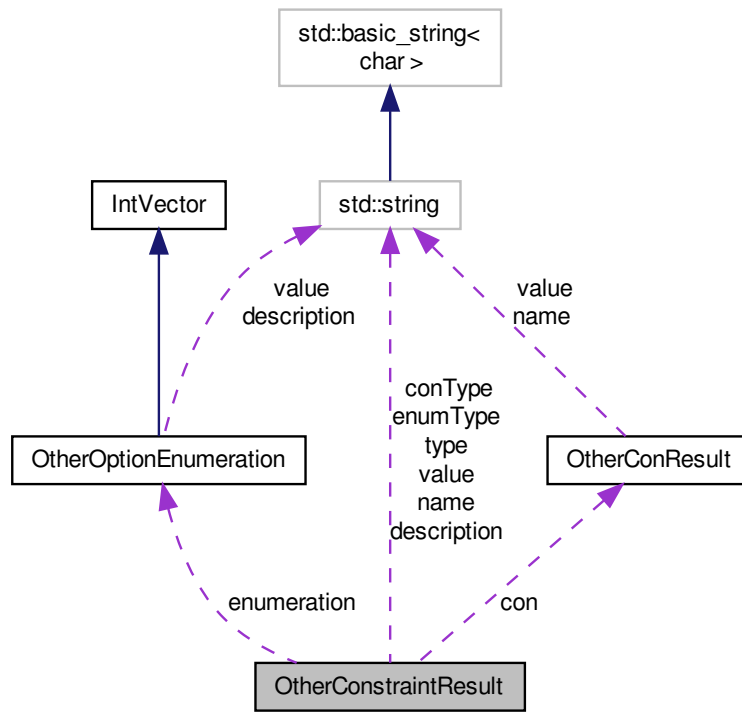 std::basic_string<
char >
IntVector
std::string
value
description
value
name
conType
enumType
type
value
name
description
OtherOptionEnumeration
OtherConResult
enumeration
con
OtherConstraintResult